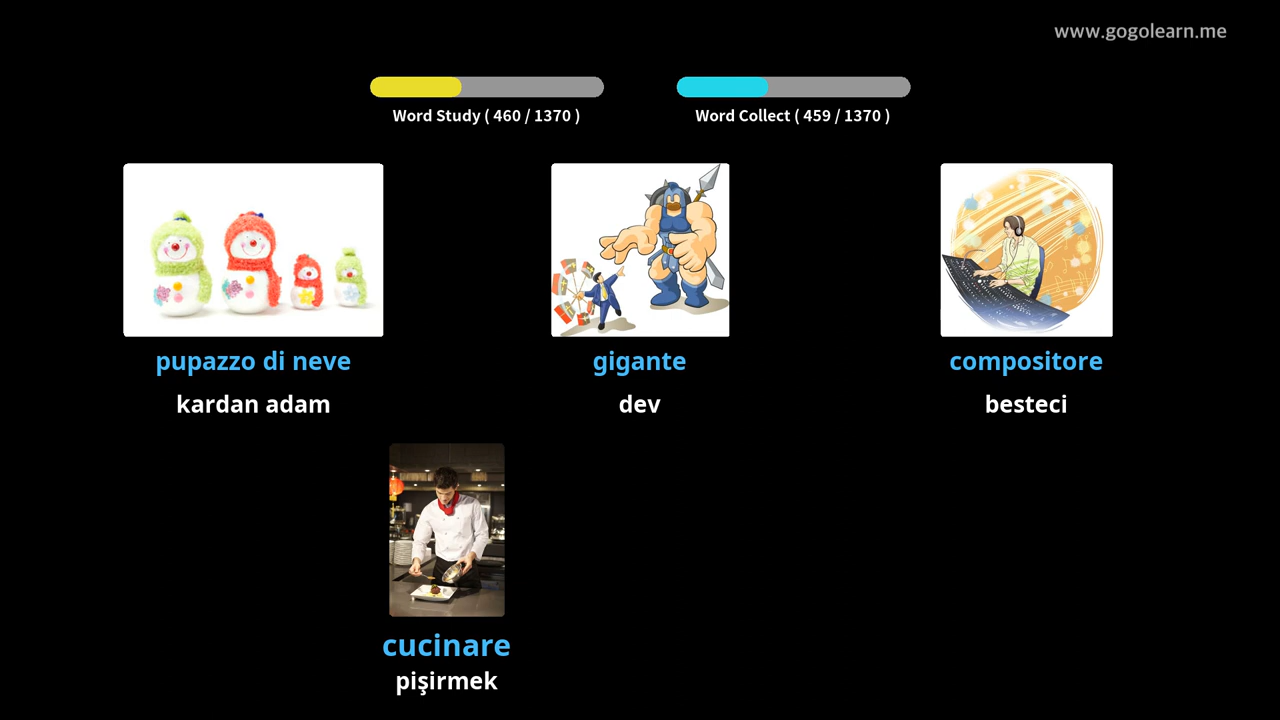 www.gogolearn.me
Word Study ( 460 / 1370 )
Word Collect ( 459 / 1370 )
pupazzo di neve
kardan adam
gigante
dev
compositore
besteci
cucinare
pişirmek